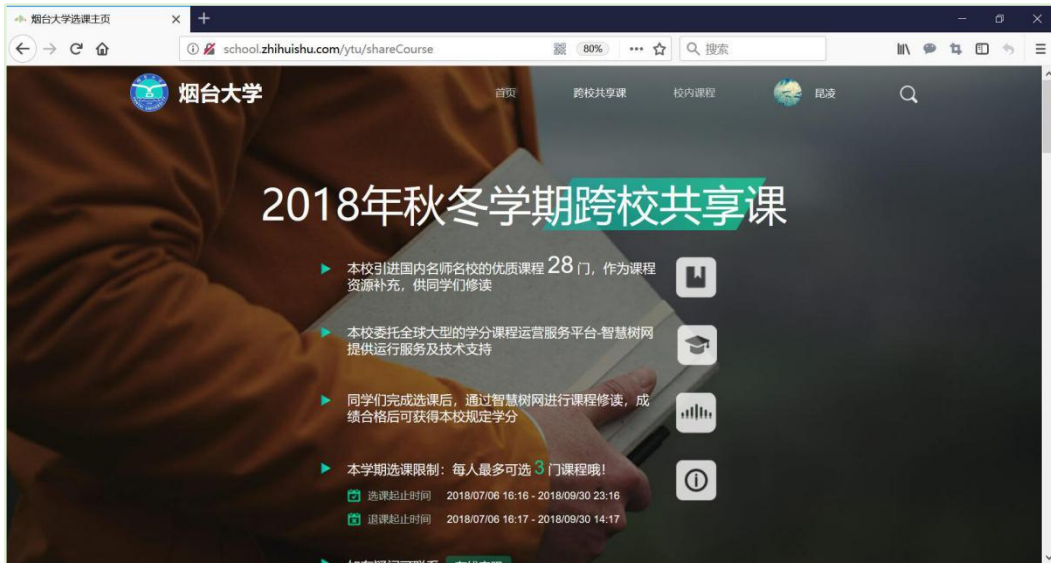 烟台大学选课主页
school.zhihuishu.com/ytu/shareCourse
80%
搜索
烟台大学
首页
跨校共享课
校内课程
昆凌
2018年秋冬学期跨校共享课
本校引进国内名师名校的优质课程28门，作为课程
资源补充，供同学们修读
本校委托全球大型的学分课程运营服务平台-智慧树网
提供运行服务及技术支持
同学们完成选课后，通过智慧树网进行课程修读，成
绩合格后可获得本校规定学分
本学期选课限制：每人最多可选3门课程哦！
选课起止时间 2018/07/06 16:16 - 2018/09/30 23:16
退课起止时间 2018/07/06 16:17 - 2018/09/30 14:17